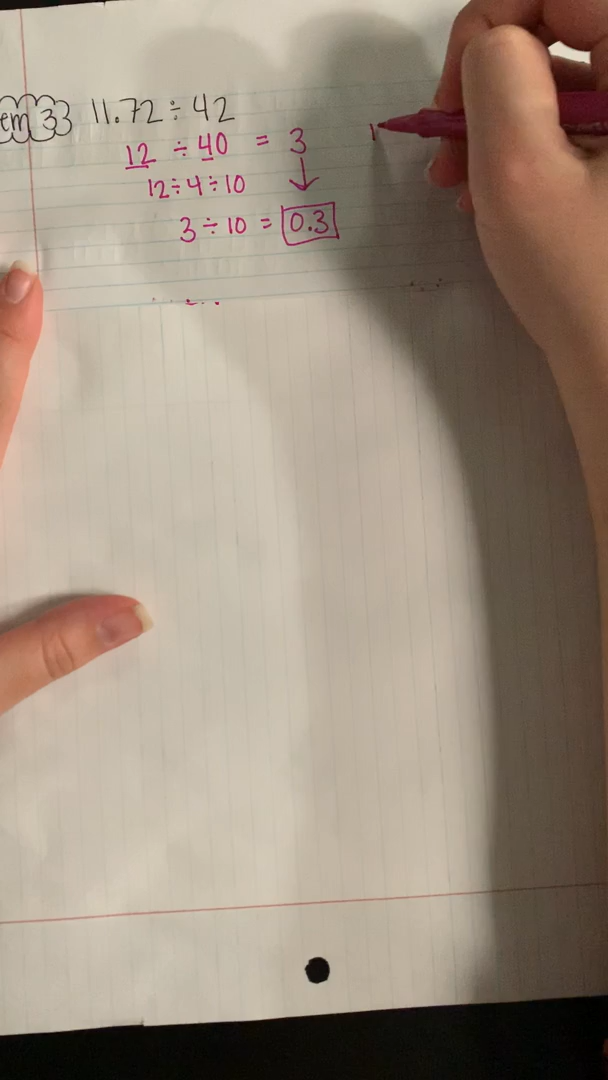 em 33 11.72 ÷ 42
12 ÷ 40 = 3
12 ÷ 4 ÷ 10 ↓
3 ÷ 10 = 0.3